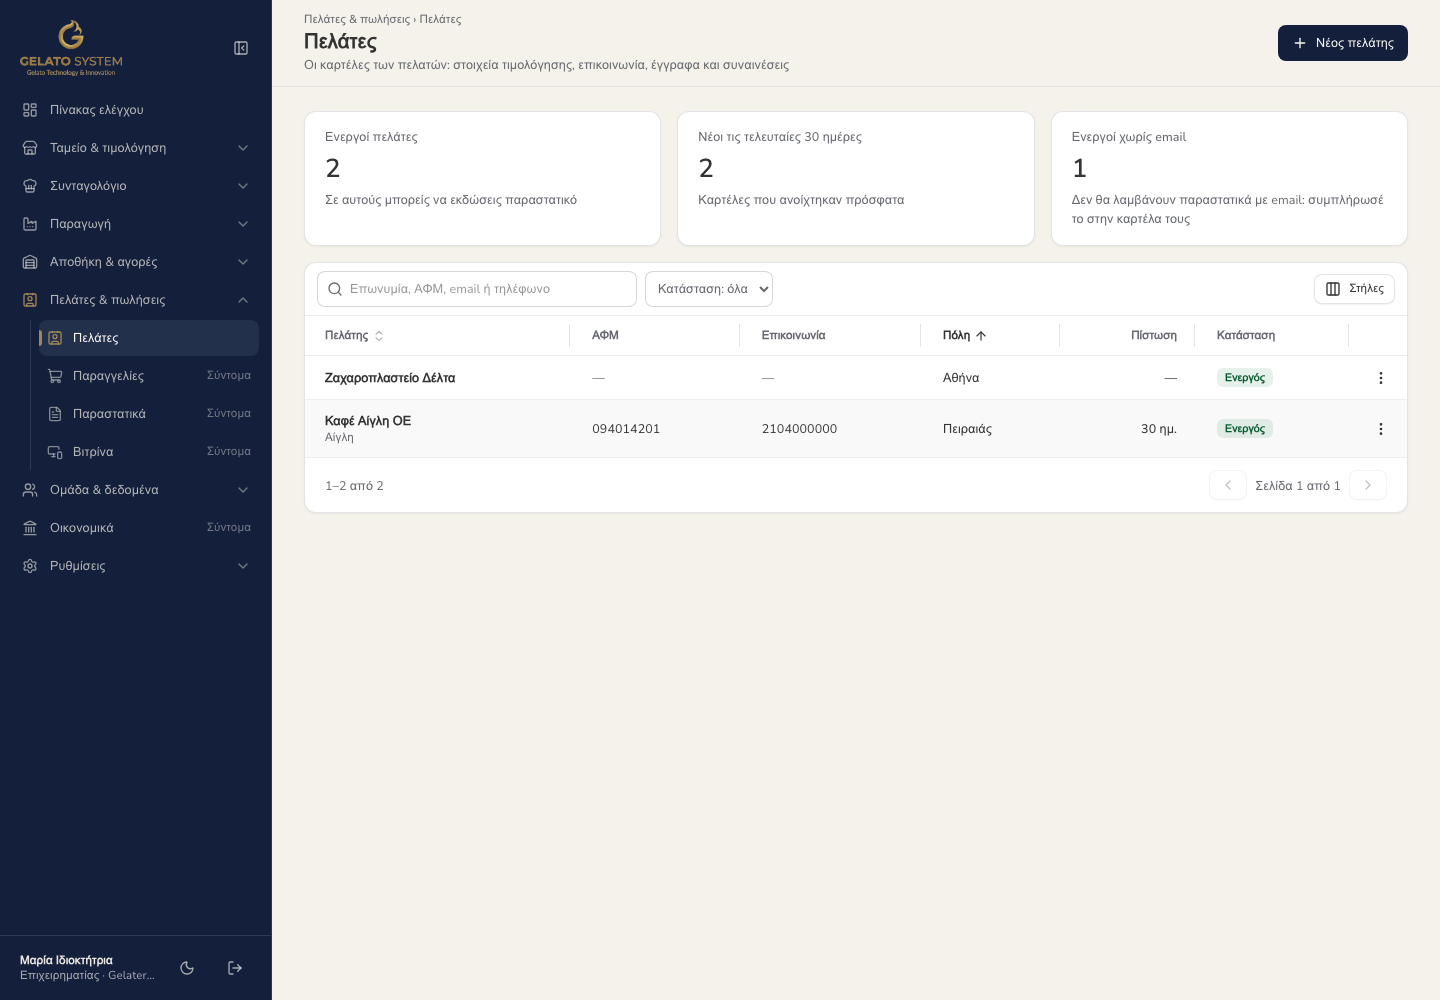 GELATO SYSTEM
Gelato Technology & Innovation
Πίνακας ελέγχου
Ταμείο & τιμολόγηση
Συνταγολόγιο
Παραγωγή
Αποθήκη & αγορές
Πελάτες & πωλήσεις
Πελάτες
Παραγγελίες Σύντομα
Παραστατικά Σύντομα
Βιτρίνα Σύντομα
Ομάδα & δεδομένα
Οικονομικά Σύντομα
Ρυθμίσεις
Μαρία Ιδιοκτήτρια
Επιχειρηματίας · Gelater...
Πελάτες & πωλήσεις › Πελάτες
Πελάτες
Οι καρτέλες των πελατών: στοιχεία τιμολόγησης, επικοινωνία, έγγραφα και συναινέσεις
Νέος πελάτης
Ενεργοί πελάτες
2
Σε αυτούς μπορείς να εκδώσεις παραστατικό
Νέοι τις τελευταίες 30 ημέρες
2
Καρτέλες που ανοίχτηκαν πρόσφατα
Ενεργοί χωρίς email
1
Δεν θα λαμβάνουν παραστατικά με email: συμπλήρωσέ
το στην καρτέλα τους
Επωνυμία, ΑΦΜ, email ή τηλέφωνο
Κατάσταση: όλα
Στήλες
Πελάτης ΑΦΜ Επικοινωνία Πόλη Πίστωση Κατάσταση
Ζαχαροπλαστείο Δέλτα — — Αθήνα — Ενεργός
Καφέ Αίγλη ΟΕ 094014201 2104000000 Πειραιάς 30 ημ. Ενεργός
Αίγλη
1–2 από 2
Σελίδα 1 από 1